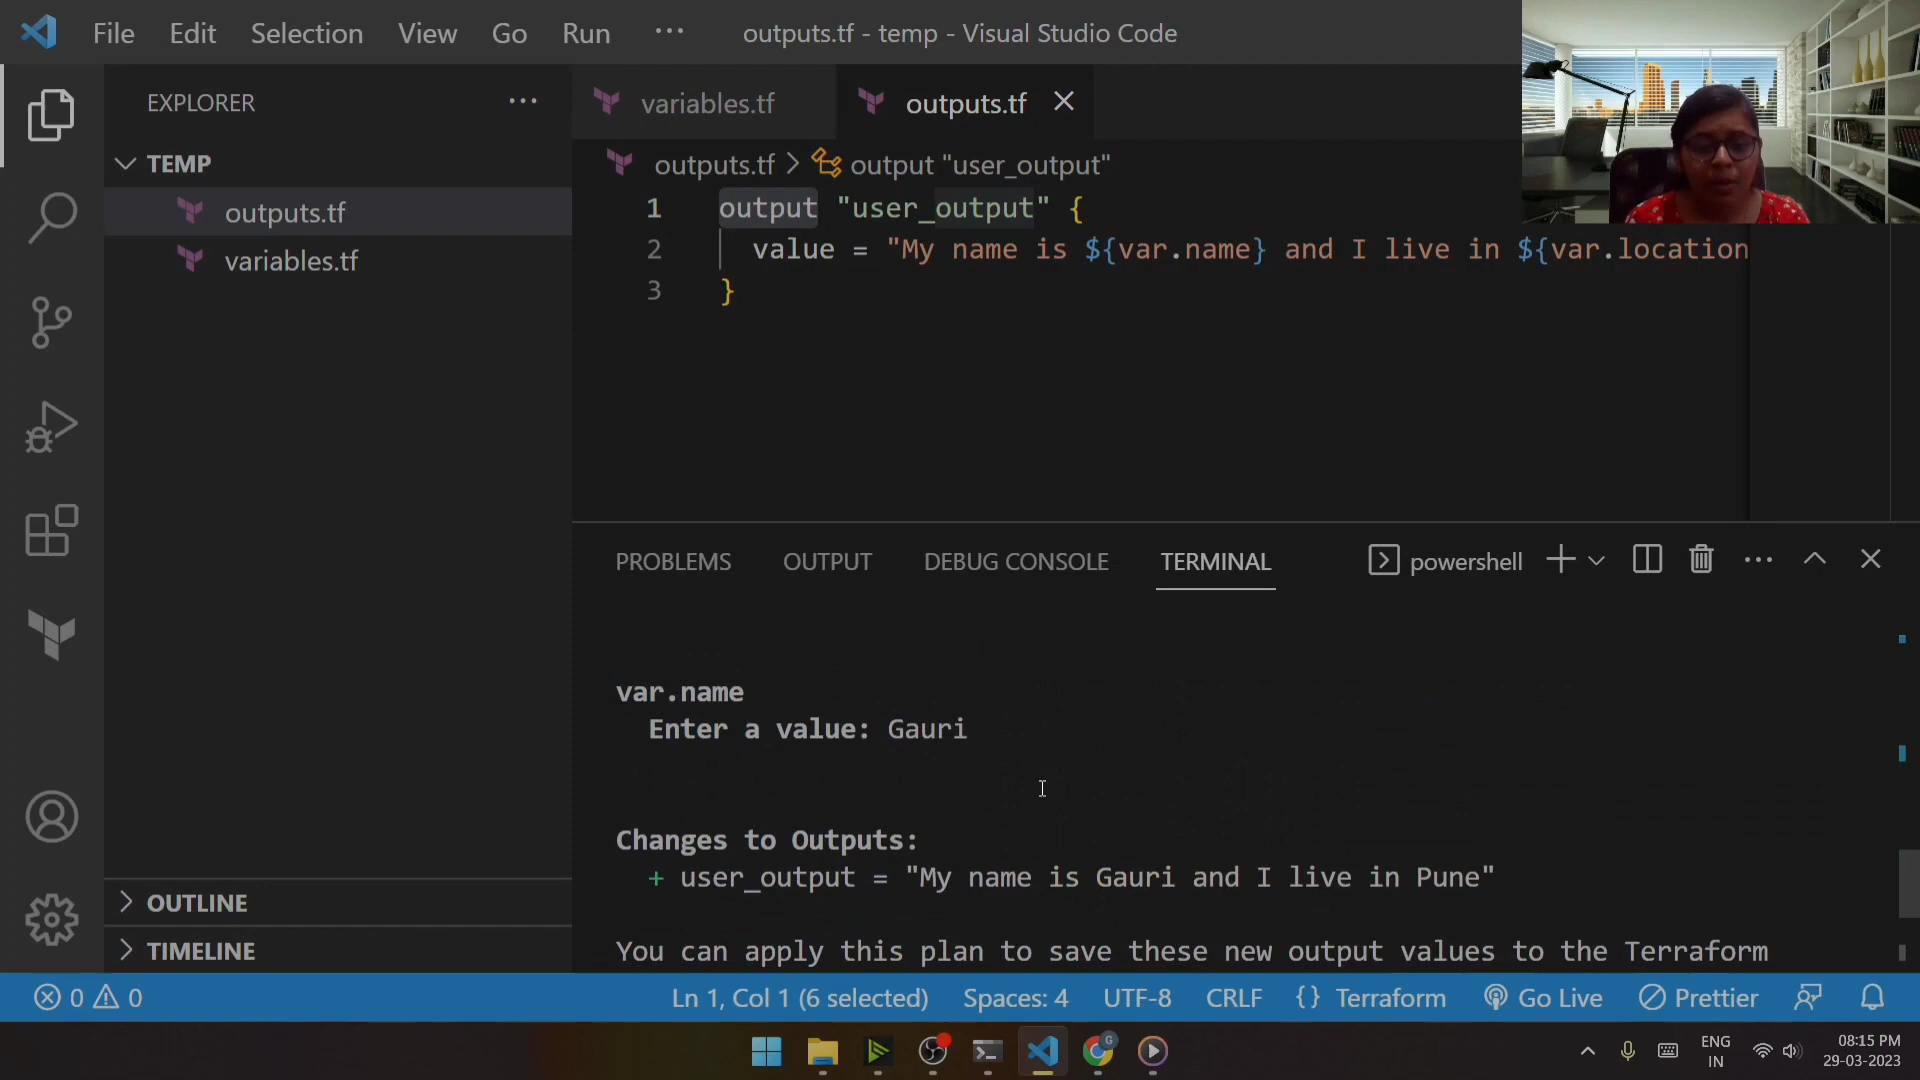 File Edit Selection View Go Run ··· outputs.tf - temp - Visual Studio Code
EXPLORER
TEMP
outputs.tf
variables.tf
OUTLINE
TIMELINE
variables.tf outputs.tf
outputs.tf > output "user_output"
1 output "user_output" {
2 value = "My name is ${var.name} and I live in ${var.location
3 }
PROBLEMS OUTPUT DEBUG CONSOLE TERMINAL powershell
var.name
Enter a value: Gauri
Changes to Outputs:
+ user_output = "My name is Gauri and I live in Pune"
You can apply this plan to save these new output values to the Terraform
0 0 Ln 1, Col 1 (6 selected) Spaces: 4 UTF-8 CRLF {} Terraform Go Live Prettier
ENG 08:15 PM
IN 29-03-2023